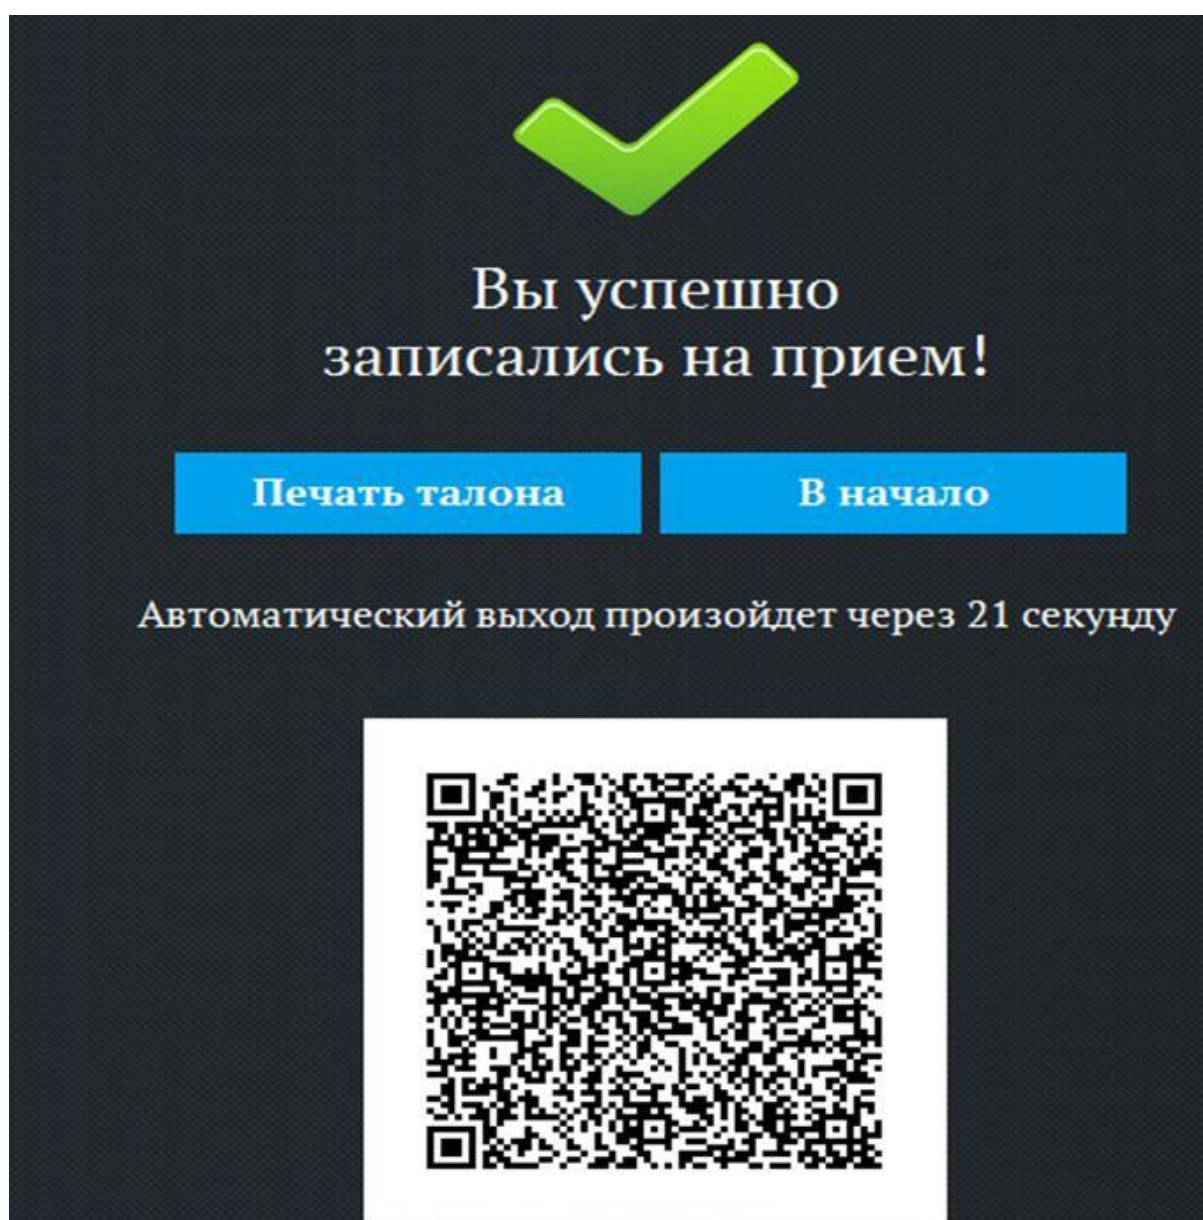 Вы успешно
записались на прием!
Печать талона
В начало
Автоматический выход произойдет через 21 секунду